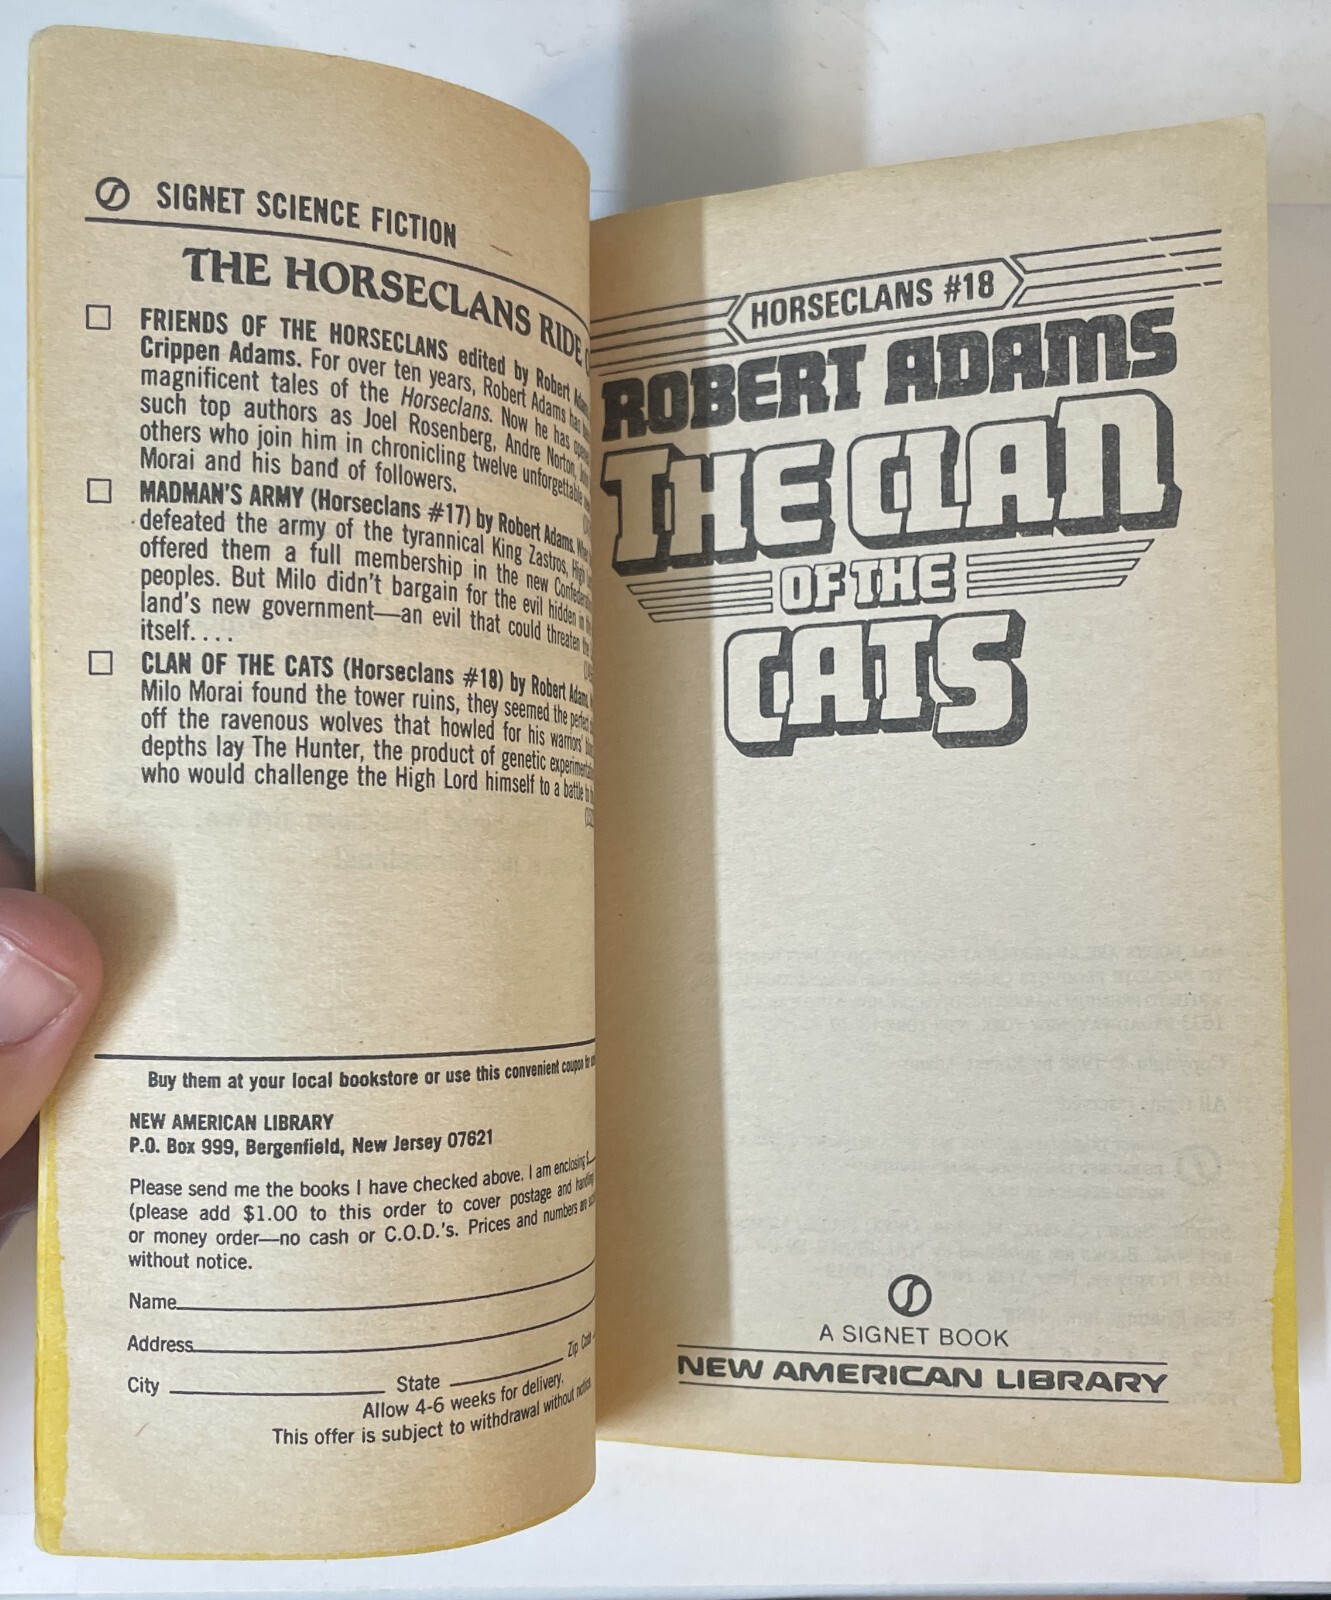 SIGNET SCIENCE FICTION
THE HORSECLANS RIDE
FRIENDS OF THE HORSECLANS edited by Robert
Crippen Adams. For over ten years, Robert Adams has
magnificent tales of the Horseclans. Now he has
such top authors as Joel Rosenberg, Andre Norton,
others who join him in chronicling twelve unforgettable
Morai and his band of followers.
MADMAN'S ARMY (Horseclans #17) by Robert Adams.
defeated the army of the tyrannical King Zastros, High
offered them a full membership in the new
peoples. But Milo didn't bargain for the evil hidden in
land's new government—an evil that could threaten
itself....
CLAN OF THE CATS (Horseclans #18) by Robert Adams.
Milo Morai found the tower ruins, they seemed the perfect
off the ravenous wolves that howled for his warriors'
depths lay The Hunter, the product of genetic
who would challenge the High Lord himself to a battle
Buy them at your local bookstore or use this convenient coupon
NEW AMERICAN LIBRARY
P.O. Box 999, Bergenfield, New Jersey 07621
Please send me the books I have checked above. I am enclosing $
(please add $1.00 to this order to cover postage and
or money order—no cash or C.O.D.'s. Prices and numbers are
without notice.
Name
Address
Zip Code
City State
Allow 4-6 weeks for delivery.
This offer is subject to withdrawal without notice.
HORSECLANS #18
ROBERT ADAMS
THE CLAN
OF THE
CATS
A SIGNET BOOK
NEW AMERICAN LIBRARY